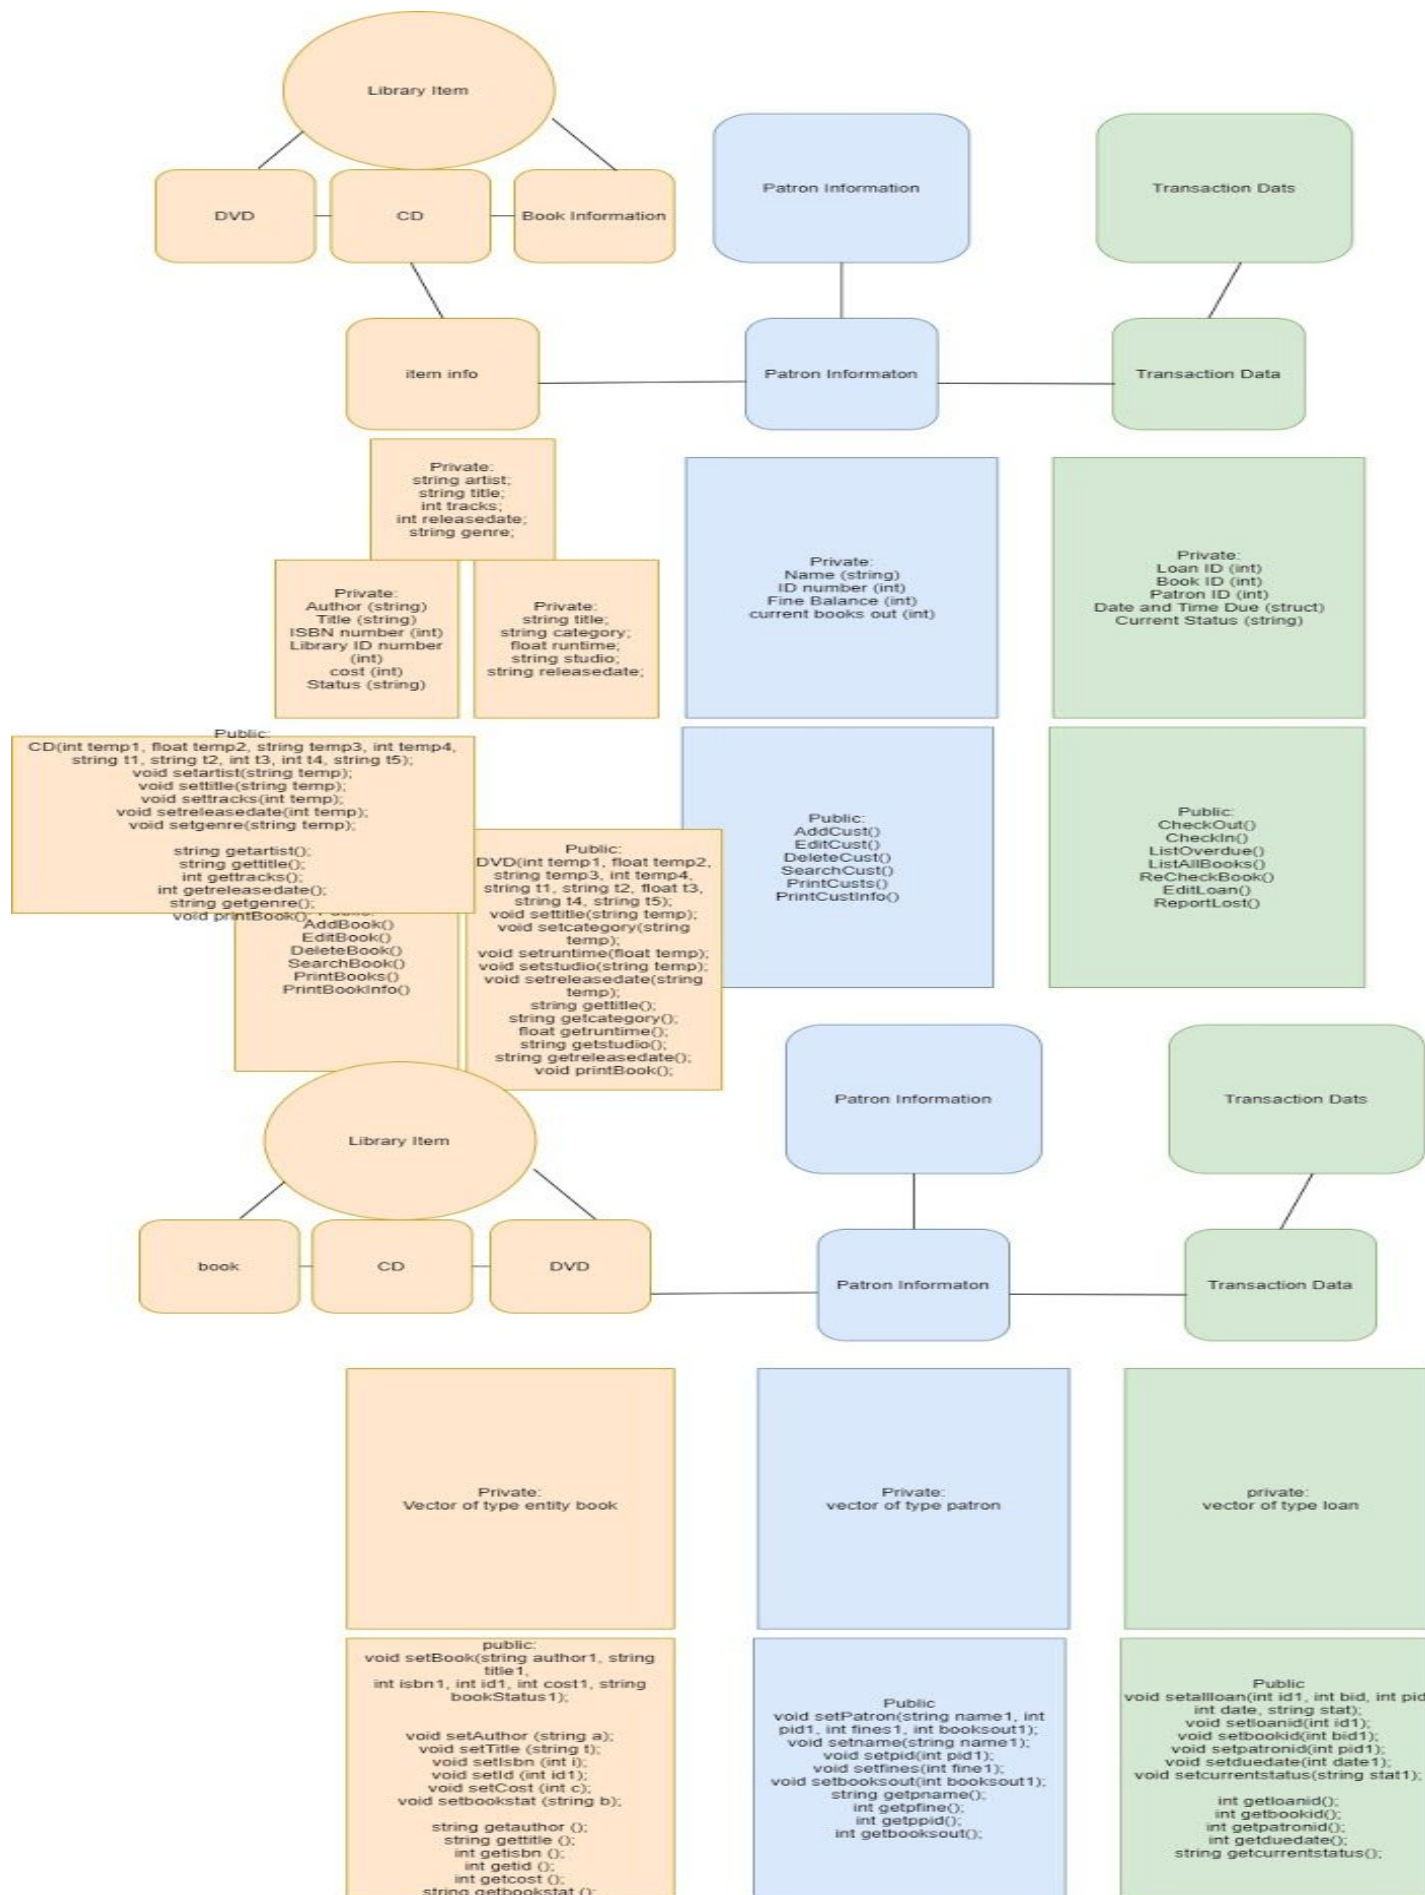 Library Item
DVD
CD
Book Information
Patron Information
Transaction Dats
item info
Patron Informaton
Transaction Data
Private:
string artist;
string title;
int tracks;
int releasedate;
string genre;
Private:
Author (string)
Title (string)
ISBN number (int)
Library ID number
(int)
cost (int)
Status (string)
Private:
string title;
string category;
float runtime;
string studio;
string releasedate;
Private:
Name (string)
ID number (int)
Fine Balance (int)
current books out (int)
Private:
Loan ID (int)
Book ID (int)
Patron ID (int)
Date and Time Due (struct)
Current Status (string)
Public:
CD(int temp1, float temp2, string temp3, int temp4,
string t1, string t2, int t3, int t4, string t5);
void setartist(string temp);
void settitle(string temp);
void settracks(int temp);
void setreleasedate(int temp);
void setgenre(string temp);
string getartist();
string gettitle();
int gettracks();
int getreleasedate();
string getgenre();
void printBook();
AddBook()
EditBook()
DeleteBook()
SearchBook()
PrintBooks()
PrintBookInfo()
Public:
DVD(int temp1, float temp2,
string temp3, int temp4,
string t1, string t2, float t3,
string t4, string t5);
void settitle(string temp);
void setcategory(string
temp);
void setruntime(float temp);
void setstudio(string temp);
void setreleasedate(string
temp);
string gettitle();
string getcategory();
float getruntime();
string getstudio();
string getreleasedate();
void printBook();
Public:
AddCust()
EditCust()
DeleteCust()
SearchCust()
PrintCusts()
PrintCustInfo()
Public:
CheckOut()
CheckIn()
ListOverdue()
ListAllBooks()
ReCheckBook()
EditLoan()
ReportLost()
Library Item
book
CD
DVD
Patron Information
Transaction Dats
Patron Informaton
Transaction Data
Private:
Vector of type entity book
Private:
vector of type patron
private:
vector of type loan
public:
void setBook(string author1, string
title1,
int isbn1, int id1, int cost1, string
bookStatus1);
void setAuthor (string a);
void setTitle (string t);
void setIsbn (int i);
void setId (int id1);
void setCost (int c);
void setbookstat (string b);
string getauthor ();
string gettitle ();
int getisbn ();
int getid ();
int getcost ();
string getbookstat ();
Public
void setPatron(string name1, int
pid1, int fines1, int booksout1);
void setname(string name1);
void setpid(int pid1);
void setfines(int fine1);
void setbooksout(int booksout1);
string getpname();
int getpfine();
int getppid();
int getbooksout();
Public
void setallloan(int id1, int bid, int pid
int date, string stat);
void setloanid(int id1);
void setbookid(int bid1);
void setpatronid(int pid1);
void setduedate(int date1);
void setcurrentstatus(string stat1);
int getloanid();
int getbookid();
int getpatronid();
int getduedate();
string getcurrentstatus();